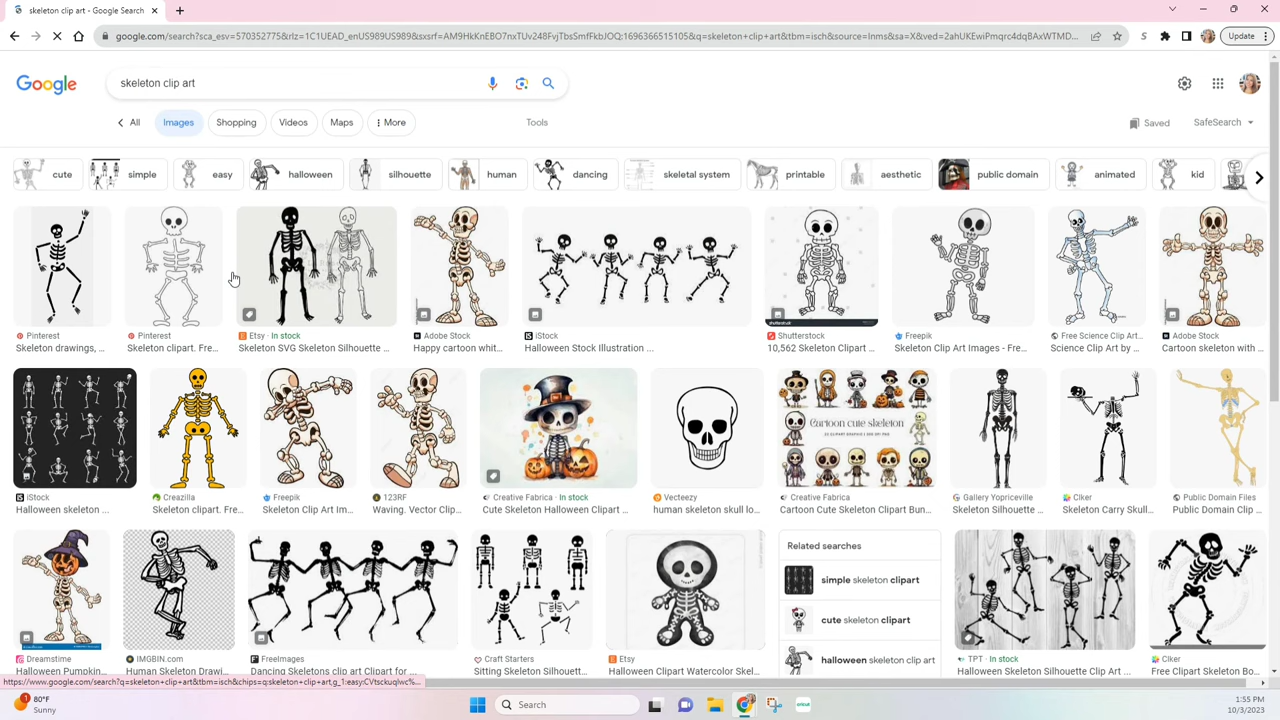 skeleton clip art - Google Search
google.com/search?sca_esv=570352775&rlz=1C1UEAD_enUS989US989&sxsrf=AM9HkKnEBO7nxTUv248FvjTbsSmfFkbJOQ:1696366515105&q=skeleton+clip+art&tbm=isch&source=lnms&sa=X&ved=2ahUKEwiPmqrc4dqBAxWTMD...
S
Update
Google
skeleton clip art
All
Images
Shopping
Videos
Maps
More
Tools
Saved
SafeSearch
cute
simple
easy
halloween
silhouette
human
dancing
skeletal system
printable
aesthetic
public domain
animated
kid
Pinterest
Skeleton drawings, ...
Pinterest
Skeleton clipart. Fre...
Etsy · In stock
Skeleton SVG Skeleton Silhouette ...
Adobe Stock
Happy cartoon whit...
iStock
Halloween Stock Illustration ...
Shutterstock
10,562 Skeleton Clipart ...
Freepik
Skeleton Clip Art Images - Fre...
Free Science Clip Art...
Science Clip Art by ...
Adobe Stock
Cartoon skeleton with ...
Cartoon cute skeleton
iStock
Halloween skeleton ...
Creazilla
Skeleton clipart. Fre...
Freepik
Skeleton Clip Art Im...
123RF
Waving. Vector Clip...
Creative Fabrica · In stock
Cute Skeleton Halloween Clipart ...
Vecteezy
human skeleton skull lo...
Creative Fabrica
Cartoon Cute Skeleton Clipart Bun...
Gallery Yopriceville
Skeleton Silhouette ...
Clker
Skeleton Carry Skull...
Public Domain Files
Public Domain Clip ...
Related searches
simple skeleton clipart
cute skeleton clipart
halloween skeleton clip art
Dreamstime
Halloween Pumpkin ...
IMGBIN.com
Human Skeleton Drawi...
FreeImages
Dancing Skeletons clip art Clipart for ...
Craft Starters
Sitting Skeleton Silhouet...
Etsy
Halloween Clipart Watercolor Skel...
TPT · In stock
Halloween Skeleton Silhouette Clip Art ...
Clker
Free Clipart Skeleton Bo...
https://www.google.com/search?q=skeleton+clip+art&tbm=isch&chips=q:skeleton+clip+art,g_1:easy:CVtsckuqlwc%...
80°F
Sunny
Search
cricut
1:55 PM
10/3/2023